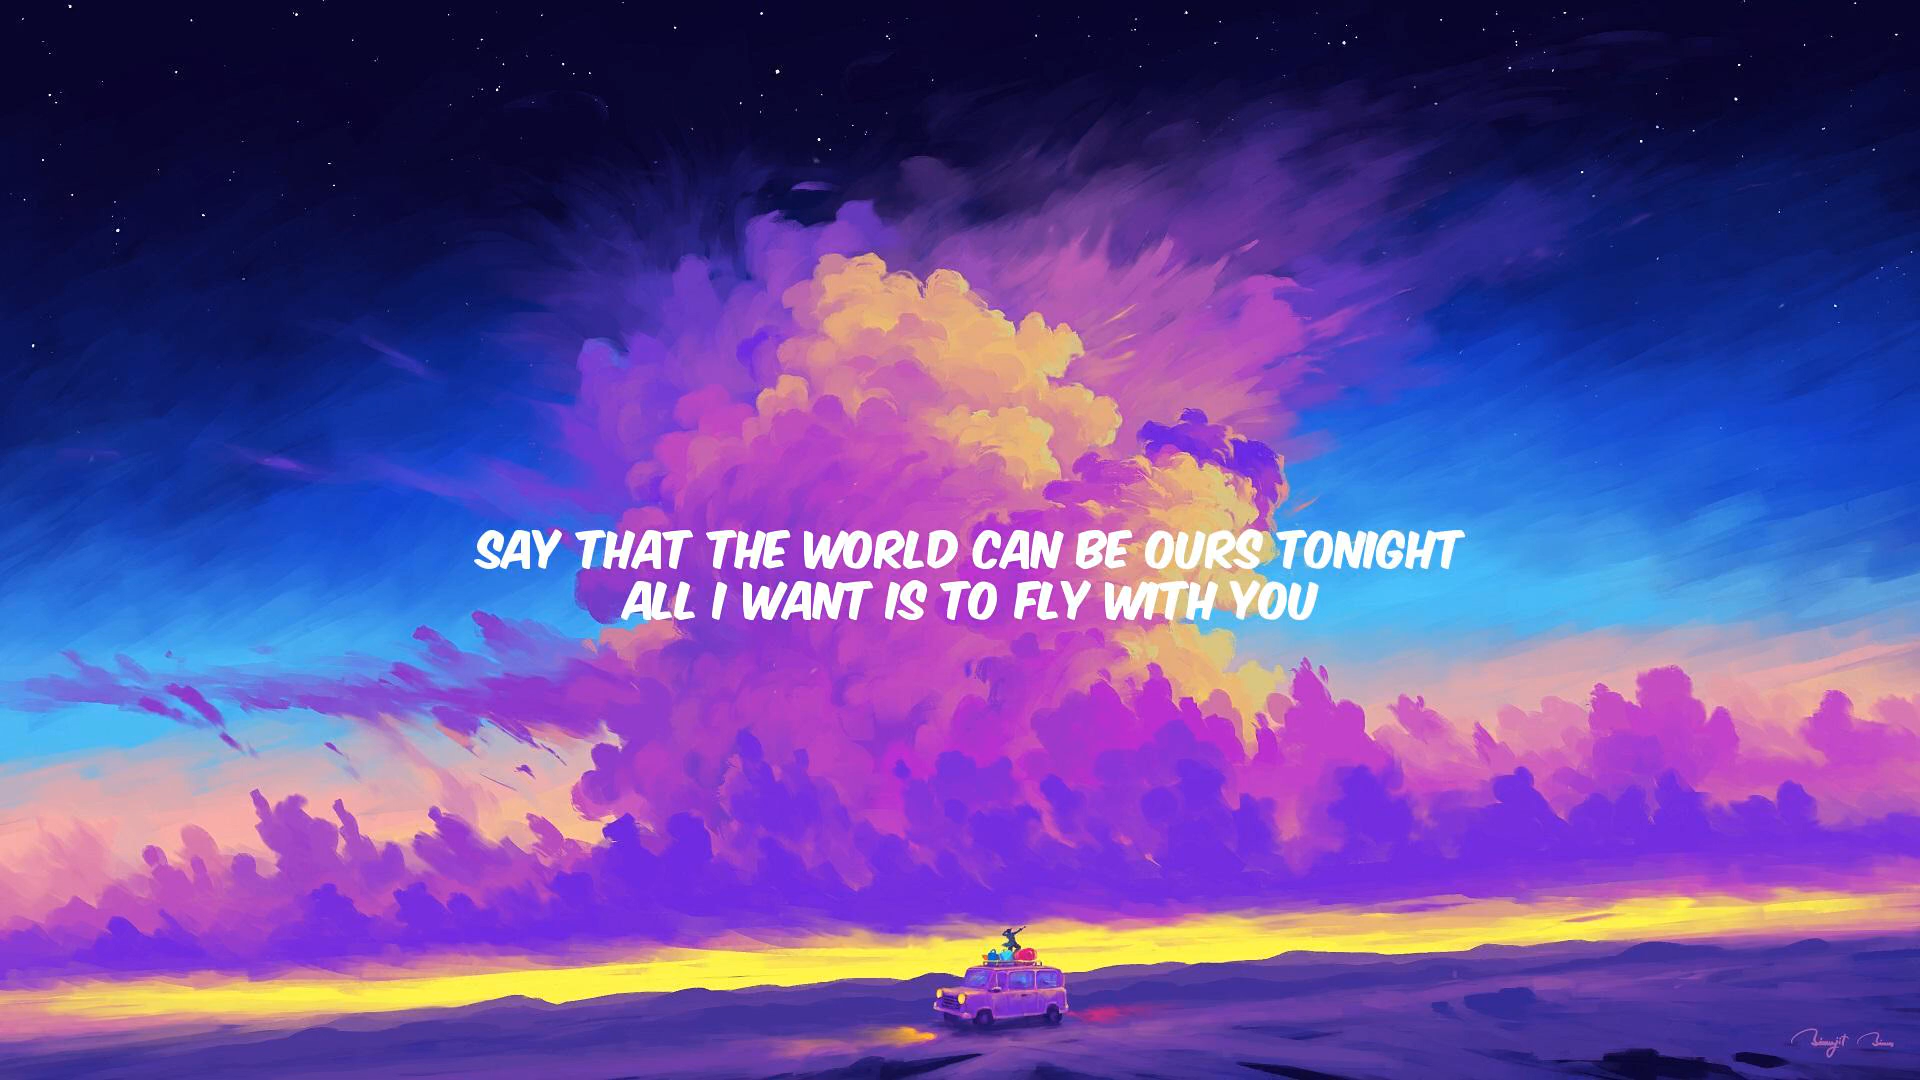 SAY THAT THE WORLD CAN BE OURS TONIGHT
ALL I WANT IS TO FLY WITH YOU